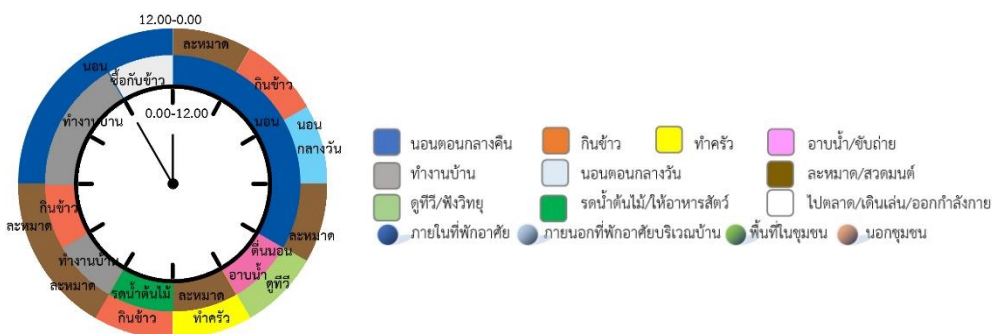 12.00-0.00
ละหมาด
นอน
ซื้อกับข้าว
กินข้าว
0.00-12.00
ทำงานบ้าน
นอน
นอน
กลางวัน
กินข้าว
ละหมาด
ละหมาด
ตื่นนอน
ทำงานบ้าน
อาบน้ำ
ดูทีวี
ละหมาด
รดน้ำต้นไม้
ละหมาด
กินข้าว
ทำครัว
นอนตอนกลางคืน
กินข้าว
ทำครัว
อาบน้ำ/ขับถ่าย
ทำงานบ้าน
นอนตอนกลางวัน
ละหมาด/สวดมนต์
ดูทีวี/ฟังวิทยุ
รดน้ำต้นไม้/ให้อาหารสัตว์
ไปตลาด/เดินเล่น/ออกกำลังกาย
ภายในที่พักอาศัย
ภายนอกที่พักอาศัยบริเวณบ้าน
พื้นที่ในชุมชน
นอกชุมชน